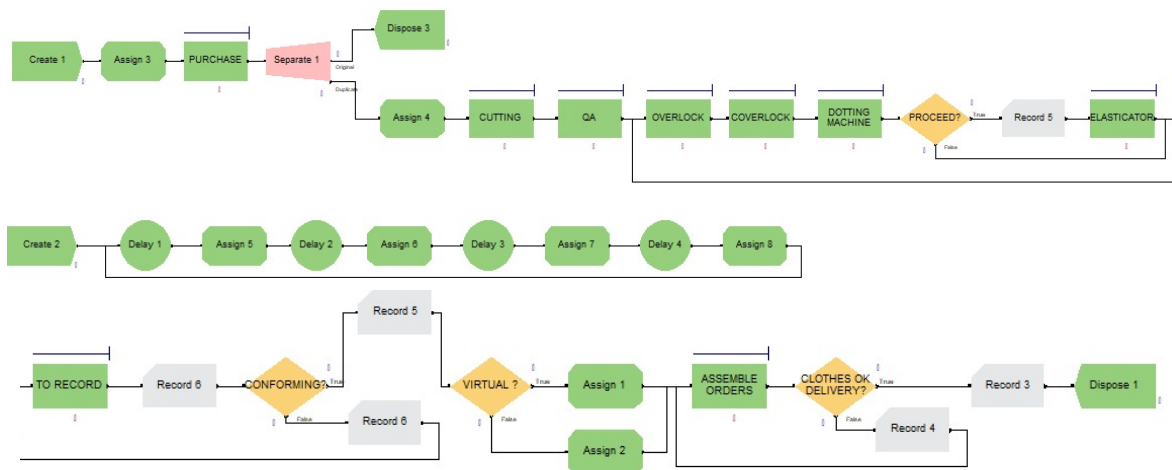 Dispose 3
Create 1
Assign 3
PURCHASE
Separate 1
Original
Duplicate
Assign 4
CUTTING
QA
OVERLOCK
COVERLOCK
DOTTING
MACHINE
PROCEED?
True
False
Record 5
ELASTICATOR
Create 2
Delay 1
Assign 5
Delay 2
Assign 6
Delay 3
Assign 7
Delay 4
Assign 8
Record 5
TO RECORD
Record 6
CONFORMING?
True
False
Record 6
VIRTUAL ?
True
False
Assign 1
Assign 2
ASSEMBLE
ORDERS
CLOTHES OK
DELIVERY?
True
False
Record 3
Record 4
Dispose 1